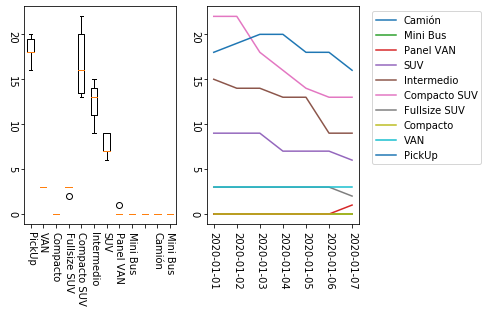 20
15
10
5
0
PickUp
VAN
Compacto
Fullsize SUV
Compacto SUV
Intermedio
SUV
Panel VAN
Mini Bus
Camión
Mini Bus
20
15
10
5
0
2020-01-01
2020-01-02
2020-01-03
2020-01-04
2020-01-05
2020-01-06
2020-01-07
Camión
Mini Bus
Panel VAN
SUV
Intermedio
Compacto SUV
Fullsize SUV
Compacto
VAN
PickUp